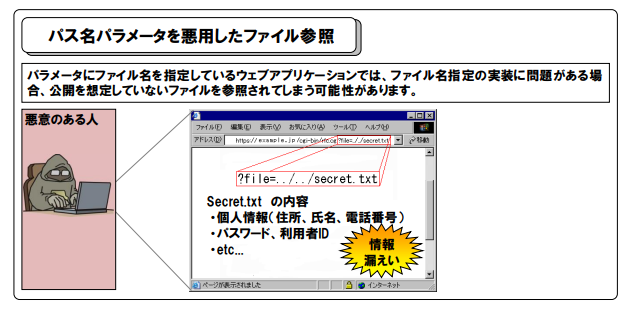 パス名パラメータを悪用したファイル参照
パラメータにファイル名を指定しているウェブアプリケーションでは、ファイル名指定の実装に問題がある場
合、公開を想定していないファイルを参照されてしまう可能性があります。
悪意のある人
ファイル(F) 編集(E) 表示(V) お気に入り(A) ツール(T) ヘルプ(H)
アドレス(D) https://example.jp/cgi-bin/ 移動
?file=../../secret.txt
Secret.txt の内容
・個人情報(住所、氏名、電話番号)
・パスワード、利用者ID
・etc...
情報
漏えい
ページが表示されました インターネット